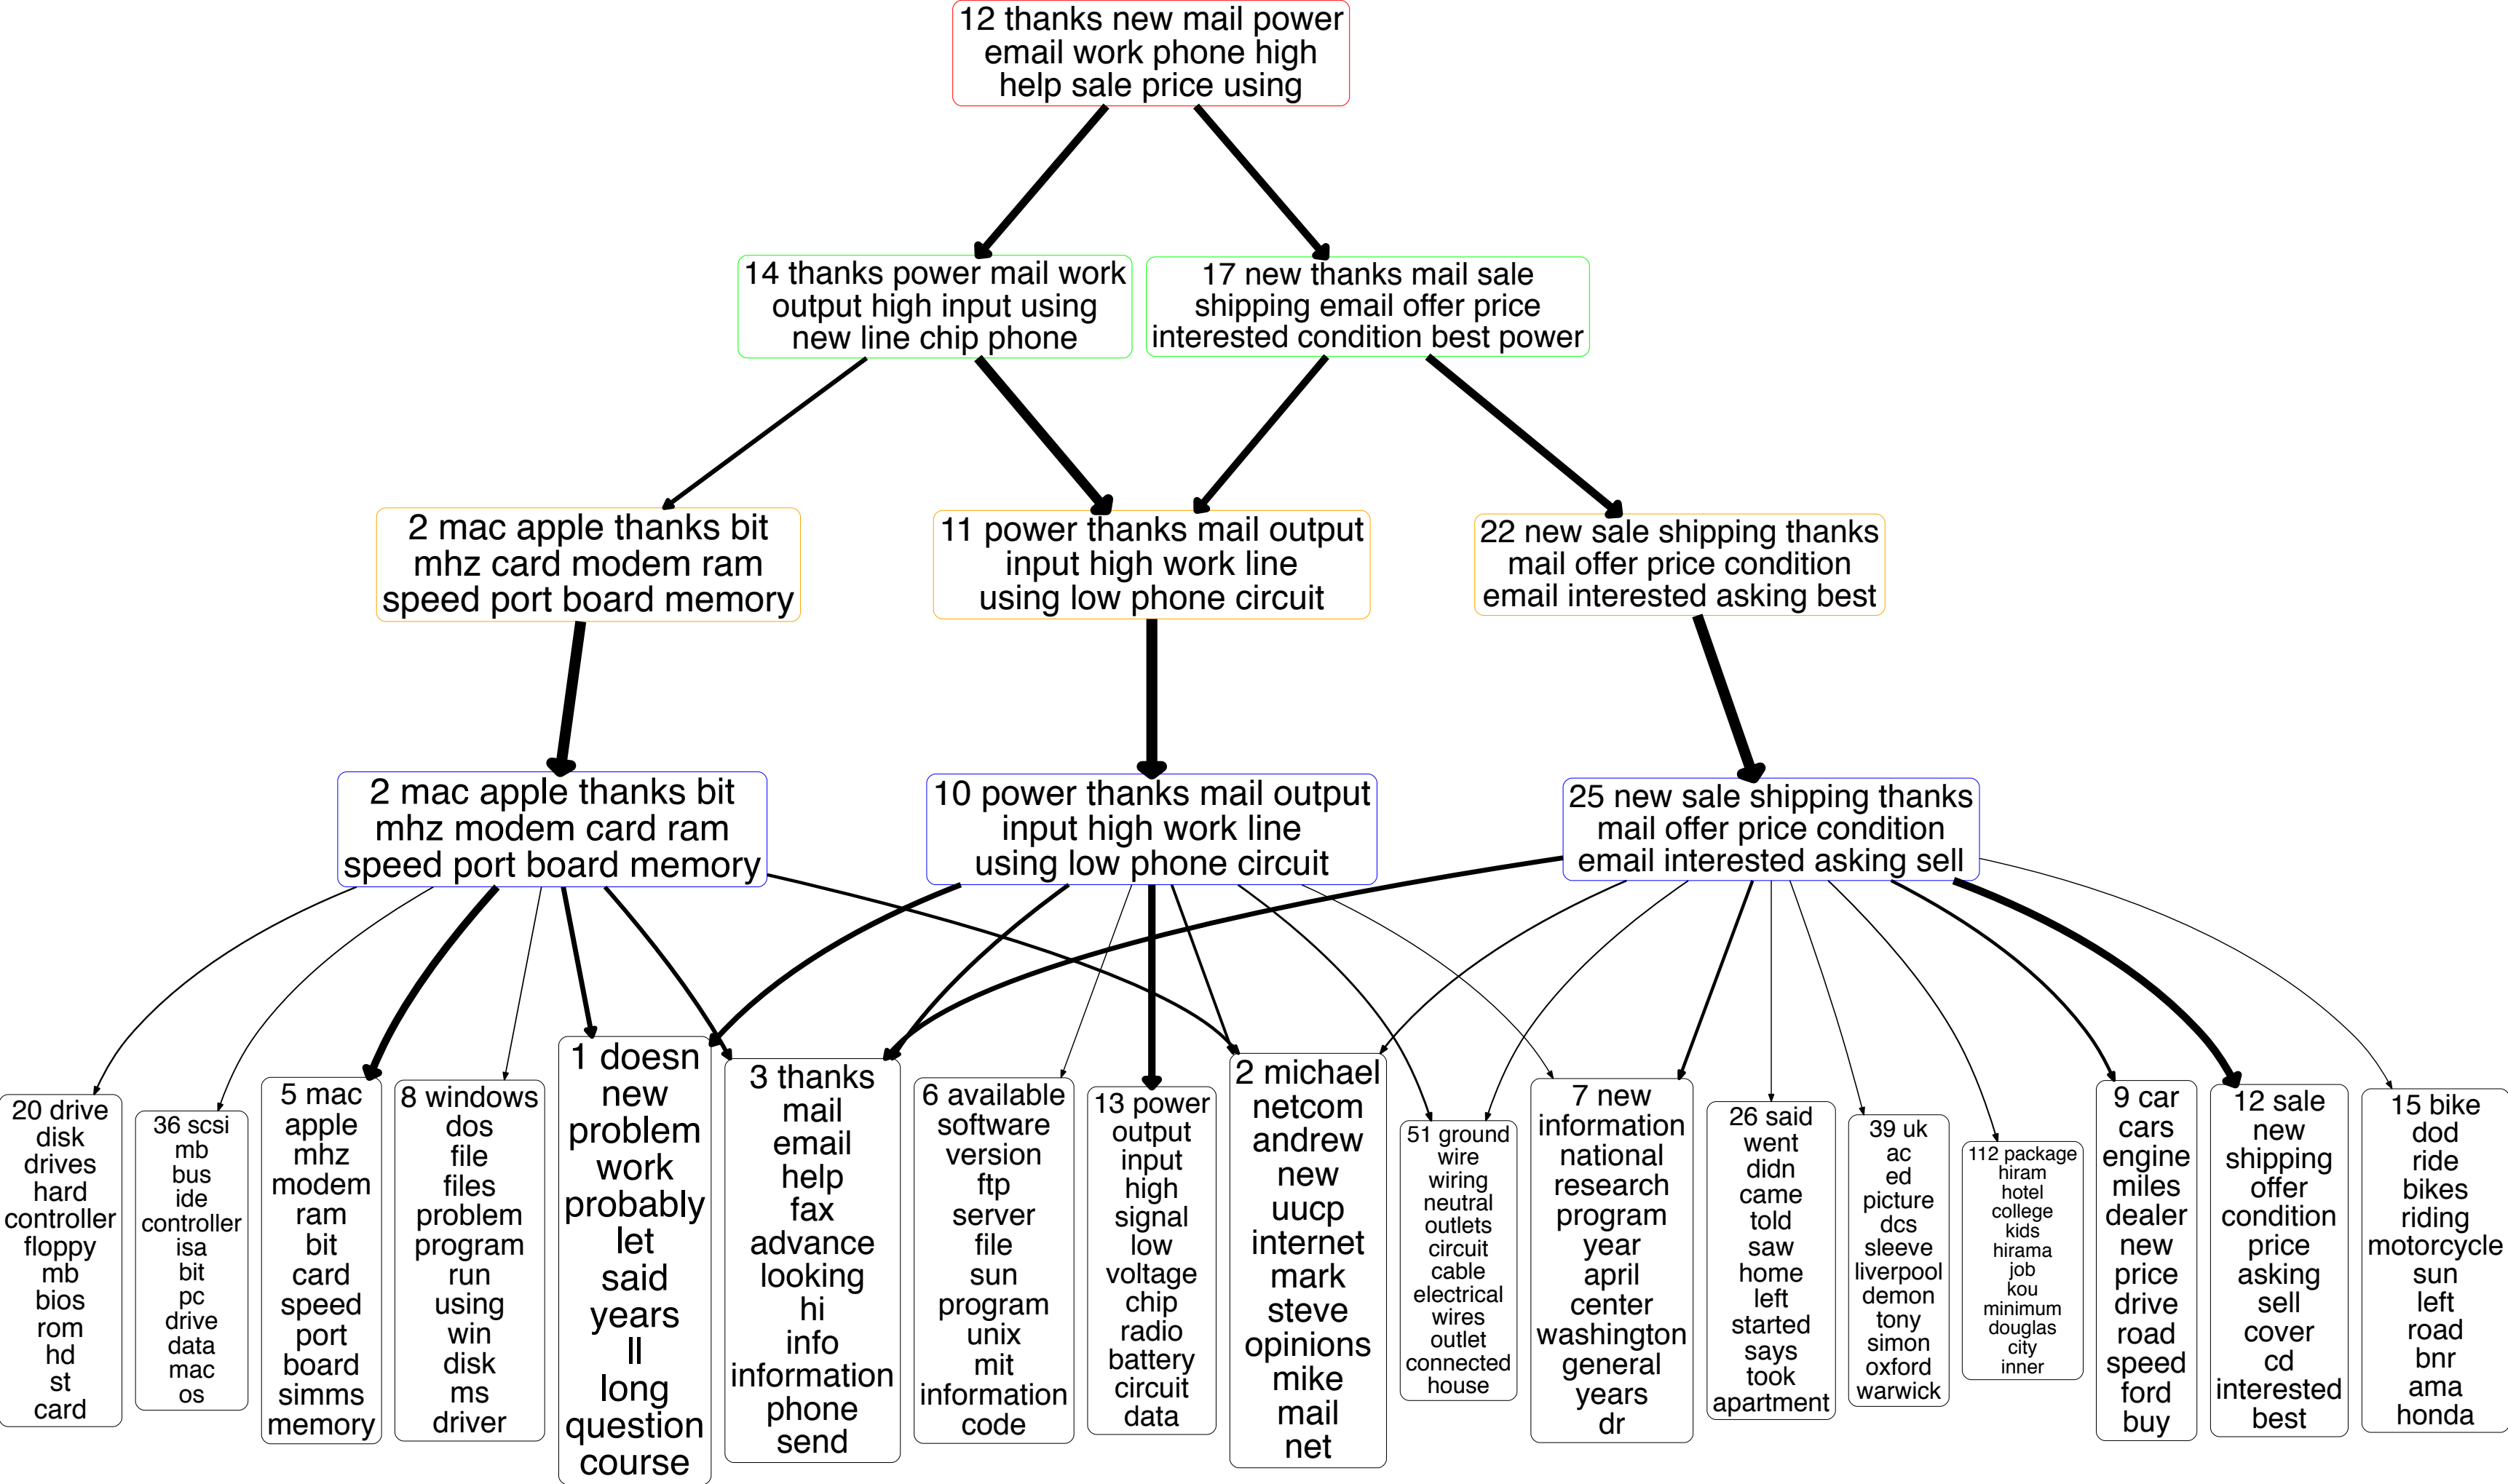 12 thanks new mail power
email work phone high
help sale price using
14 thanks power mail work
output high input using
new line chip phone
17 new thanks mail sale
shipping email offer price
interested condition best power
2 mac apple thanks bit
mhz card modem ram
speed port board memory
11 power thanks mail output
input high work line
using low phone circuit
22 new sale shipping thanks
mail offer price condition
email interested asking best
2 mac apple thanks bit
mhz modem card ram
speed port board memory
10 power thanks mail output
input high work line
using low phone circuit
25 new sale shipping thanks
mail offer price condition
email interested asking sell
20 drive
disk
drives
hard
controller
floppy
mb
bios
rom
hd
st
card
36 scsi
mb
bus
ide
controller
isa
bit
pc
drive
data
mac
os
5 mac
apple
mhz
modem
ram
bit
card
speed
port
board
simms
memory
8 windows
dos
file
files
problem
program
run
using
win
disk
ms
driver
1 doesn
new
problem
work
probably
let
said
years
ll
long
question
course
3 thanks
mail
email
help
fax
advance
looking
hi
info
information
phone
send
6 available
software
version
ftp
server
file
sun
program
unix
mit
information
code
13 power
output
input
high
signal
low
voltage
chip
radio
battery
circuit
data
2 michael
netcom
andrew
new
uucp
internet
mark
steve
opinions
mike
mail
net
51 ground
wire
wiring
neutral
outlets
circuit
cable
electrical
wires
outlet
connected
house
7 new
information
national
research
program
year
april
center
washington
general
years
dr
26 said
went
didn
came
told
saw
home
left
started
says
took
apartment
39 uk
ac
ed
picture
dcs
sleeve
liverpool
demon
tony
simon
oxford
warwick
112 package
hiram
hotel
college
kids
hirama
job
kou
minimum
douglas
city
inner
9 car
cars
engine
miles
dealer
new
price
drive
road
speed
ford
buy
12 sale
new
shipping
offer
condition
price
asking
sell
cover
cd
interested
best
15 bike
dod
ride
bikes
riding
motorcycle
sun
left
road
bnr
ama
honda